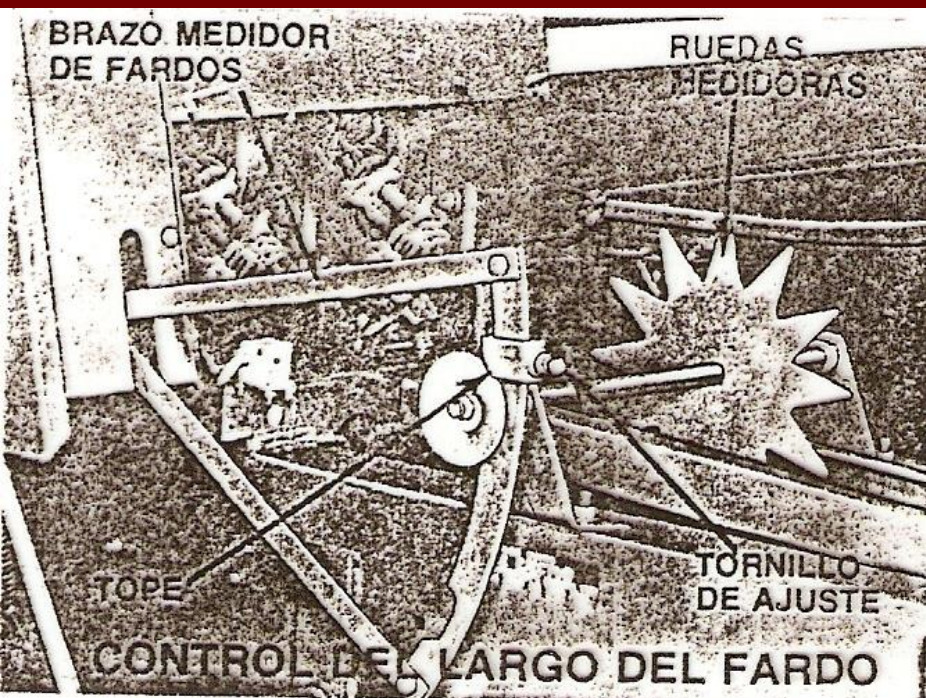 BRAZO MEDIDOR
DE FARDOS
RUEDAS
MEDIDORAS
TOPE
TORNILLO
DE AJUSTE
CONTROL DEL LARGO DEL FARDO